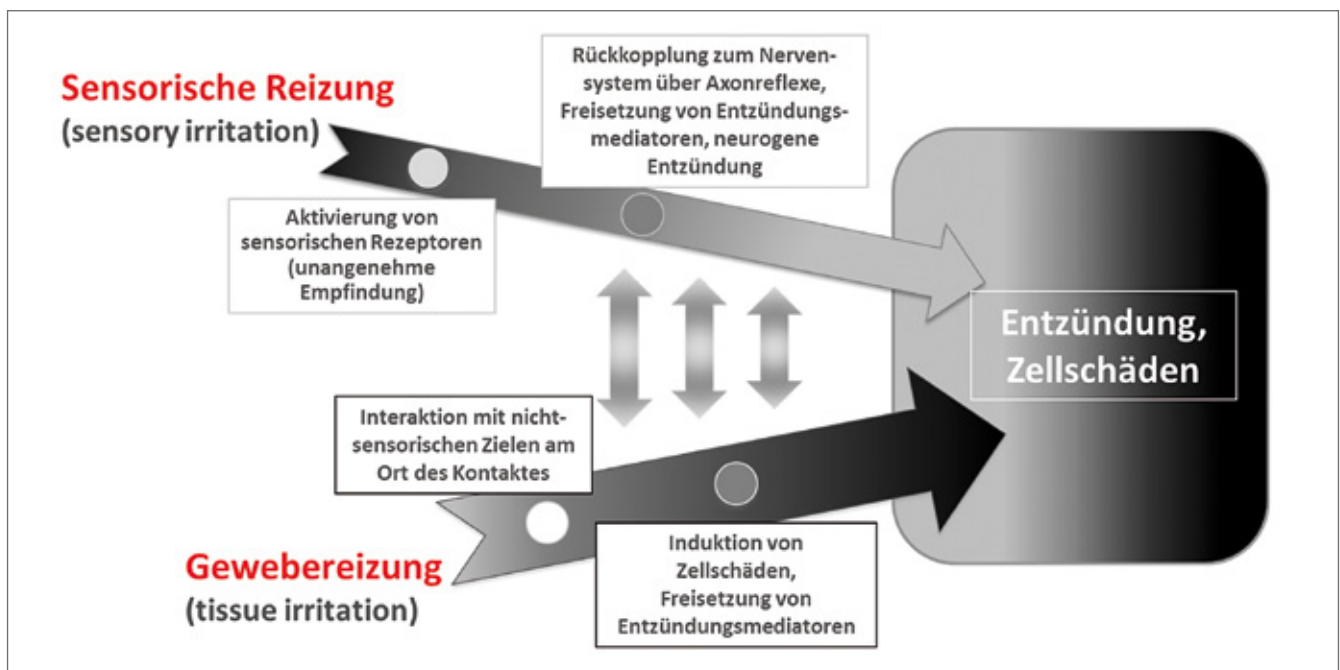 Sensorische Reizung
(sensory irritation)
Rückkopplung zum Nerven-
system über Axonreflexe,
Freisetzung von Entzündungs-
mediatoren, neurogene
Entzündung
Aktivierung von
sensorischen Rezeptoren
(unangenehme
Empfindung)
Entzündung,
Zellschäden
Interaktion mit nicht-
sensorischen Zielen am
Ort des Kontaktes
Gewebereizung
(tissue irritation)
Induktion von
Zellschäden,
Freisetzung von
Entzündungsmediatoren